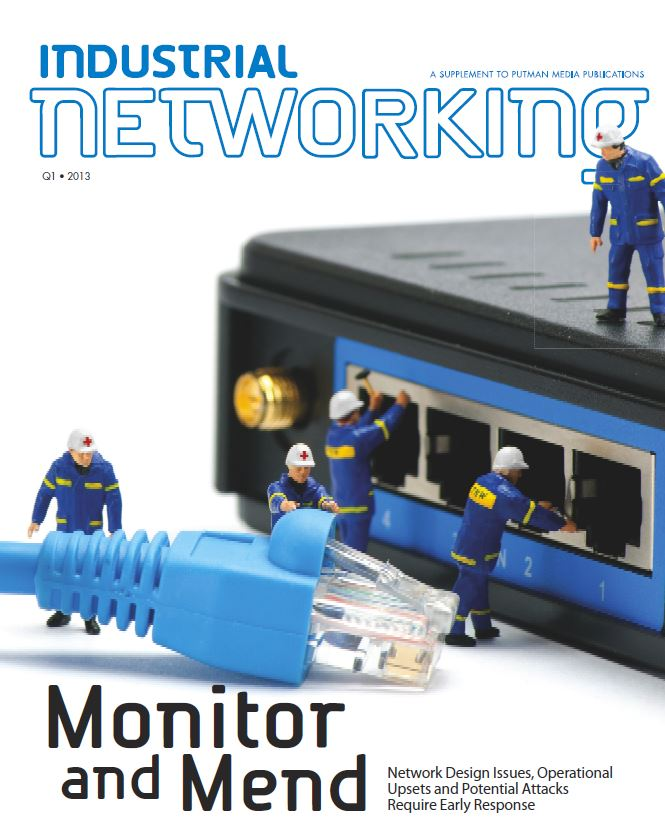 INDUSTRIAL
A SUPPLEMENT TO PUTMAN MEDIA PUBLICATIONS
NETWORKING
Q1 • 2013
4
N 2
1
Monitor
and Mend
Network Design Issues, Operational
Upsets and Potential Attacks
Require Early Response